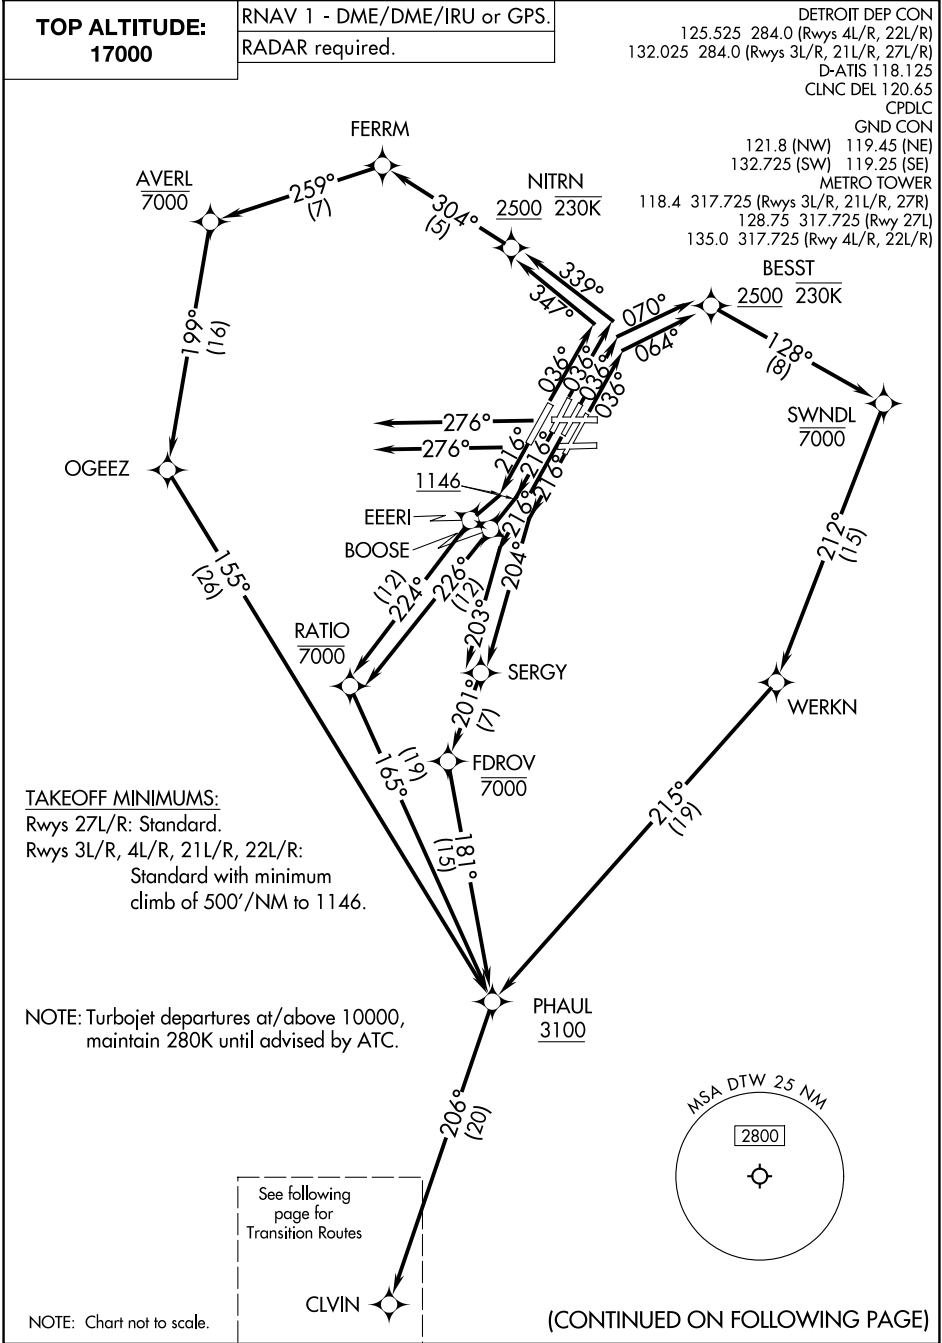 TOP ALTITUDE:
17000
RNAV 1 - DME/DME/IRU or GPS.
RADAR required.
DETROIT DEP CON
125.525 284.0 (Rwys 4L/R, 22L/R)
132.025 284.0 (Rwys 3L/R, 21L/R, 27L/R)
D-ATIS 118.125
CLNC DEL 120.65
CPDLC
GND CON
121.8 (NW) 119.45 (NE)
132.725 (SW) 119.25 (SE)
METRO TOWER
118.4 317.725 (Rwys 3L/R, 21L/R, 27R)
128.75 317.725 (Rwy 27L)
135.0 317.725 (Rwy 4L/R, 22L/R)
FERRM
AVERL
7000
259°
(7)
304°
(5)
NITRN
2500 230K
339°
347°
BESST
2500 230K
070°
064°
128°
(8)
199°
(16)
036°
036°
036°
036°
SWNDL
7000
276°
276°
216°
216°
216°
216°
1146
OGEEZ
EEERI
BOOSE
212°
(15)
155°
(26)
(12)
224°
226°
(12)
203°
204°
RATIO
7000
SERGY
201°
(7)
WERKN
FDROV
7000
(19)
165°
215°
(19)
181°
(15)
TAKEOFF MINIMUMS:
Rwys 27L/R: Standard.
Rwys 3L/R, 4L/R, 21L/R, 22L/R:
Standard with minimum
climb of 500'/NM to 1146.
NOTE: Turbojet departures at/above 10000,
maintain 280K until advised by ATC.
PHAUL
3100
206°
(20)
MSA DTW 25 NM
2800
See following
page for
Transition Routes
CLVIN
NOTE: Chart not to scale.
(CONTINUED ON FOLLOWING PAGE)